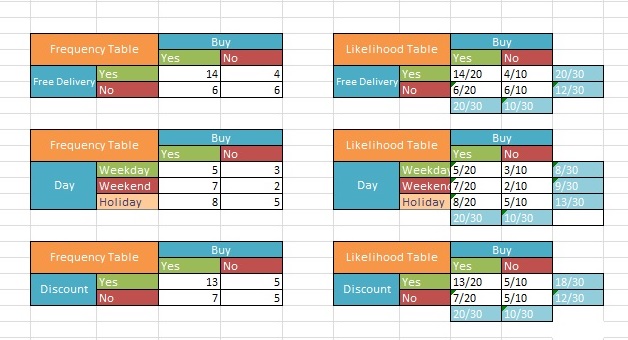 Frequency Table Buy
Yes No
Free Delivery Yes 14 4
No 6 6
Likelihood Table Buy
Yes No
Free Delivery Yes 14/20 4/10 20/30
No 6/20 6/10 12/30
20/30 10/30
Frequency Table Buy
Yes No
Day Weekday 5 3
Weekend 7 2
Holiday 8 5
Likelihood Table Buy
Yes No
Day Weekda 5/20 3/10 8/30
Weekend 7/20 2/10 9/30
Holiday 8/20 5/10 13/30
20/30 10/30
Frequency Table Buy
Yes No
Discount Yes 13 5
No 7 5
Likelihood Table Buy
Yes No
Discount Yes 13/20 5/10 18/30
No 7/20 5/10 12/30
20/30 10/30